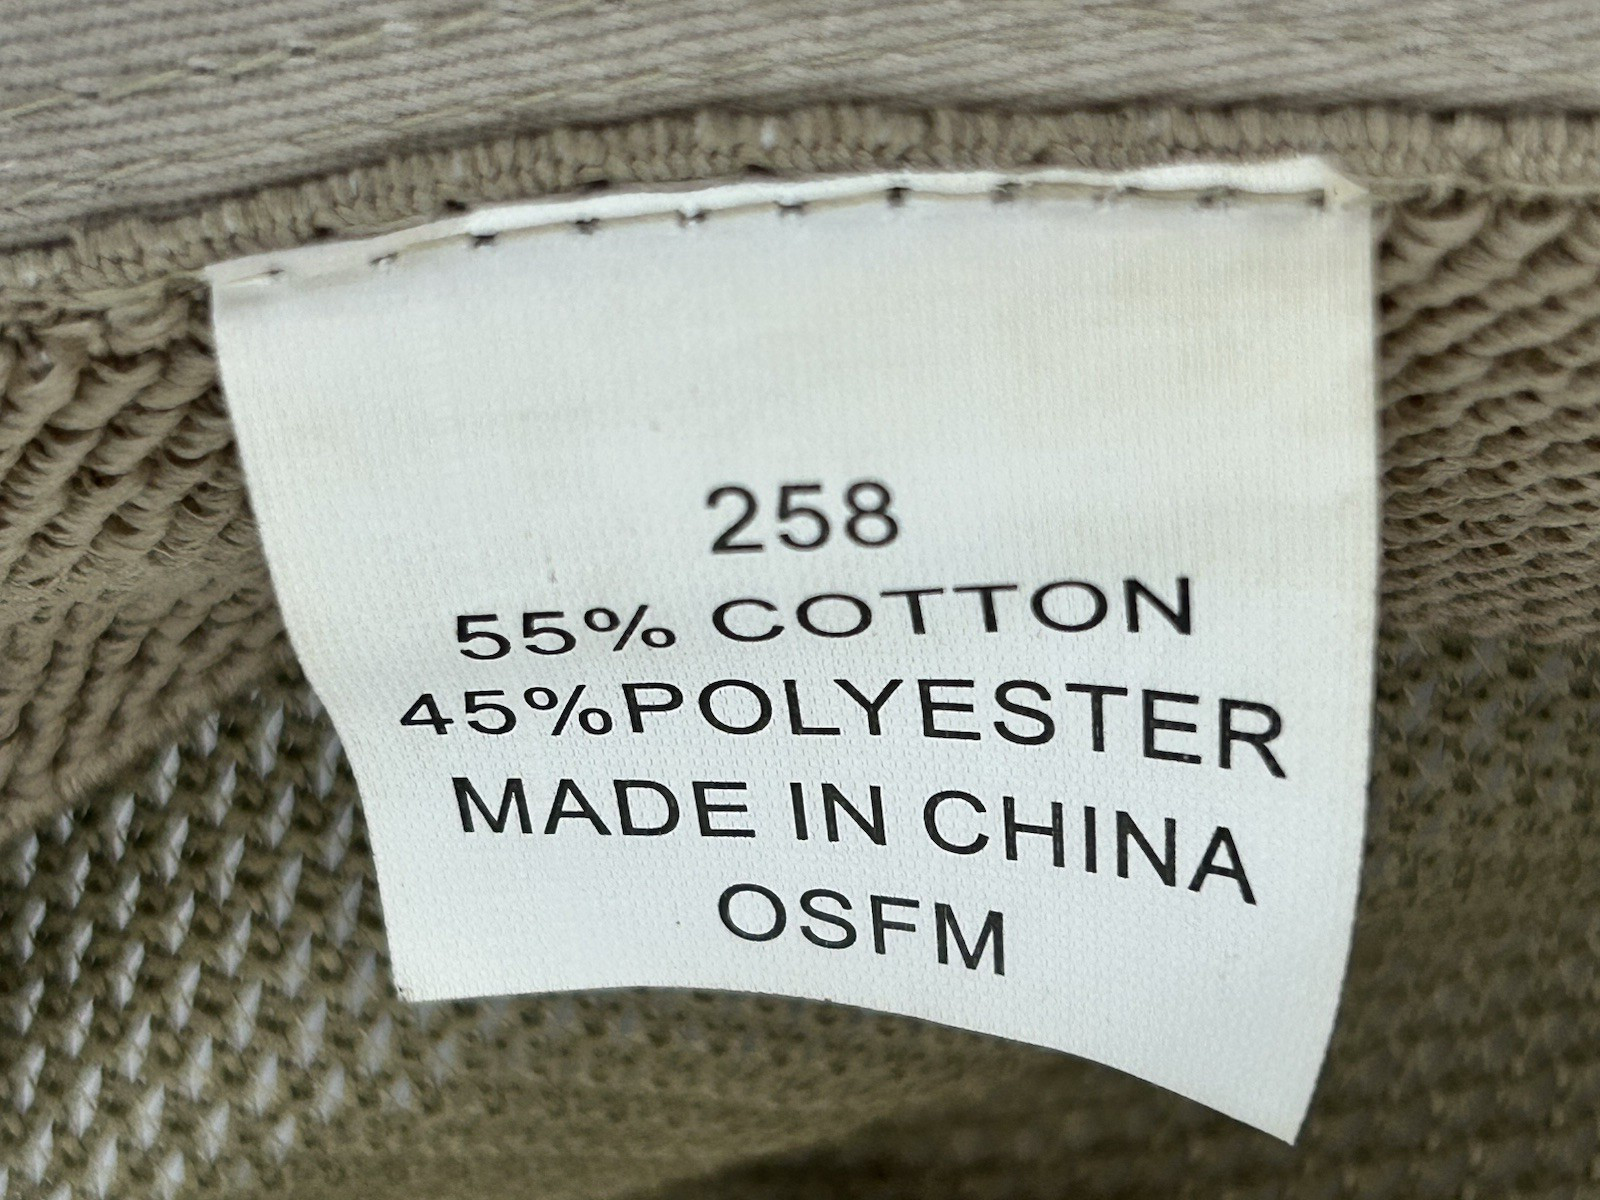 258
55% COTTON
45%POLYESTER
MADE IN CHINA
OSFM